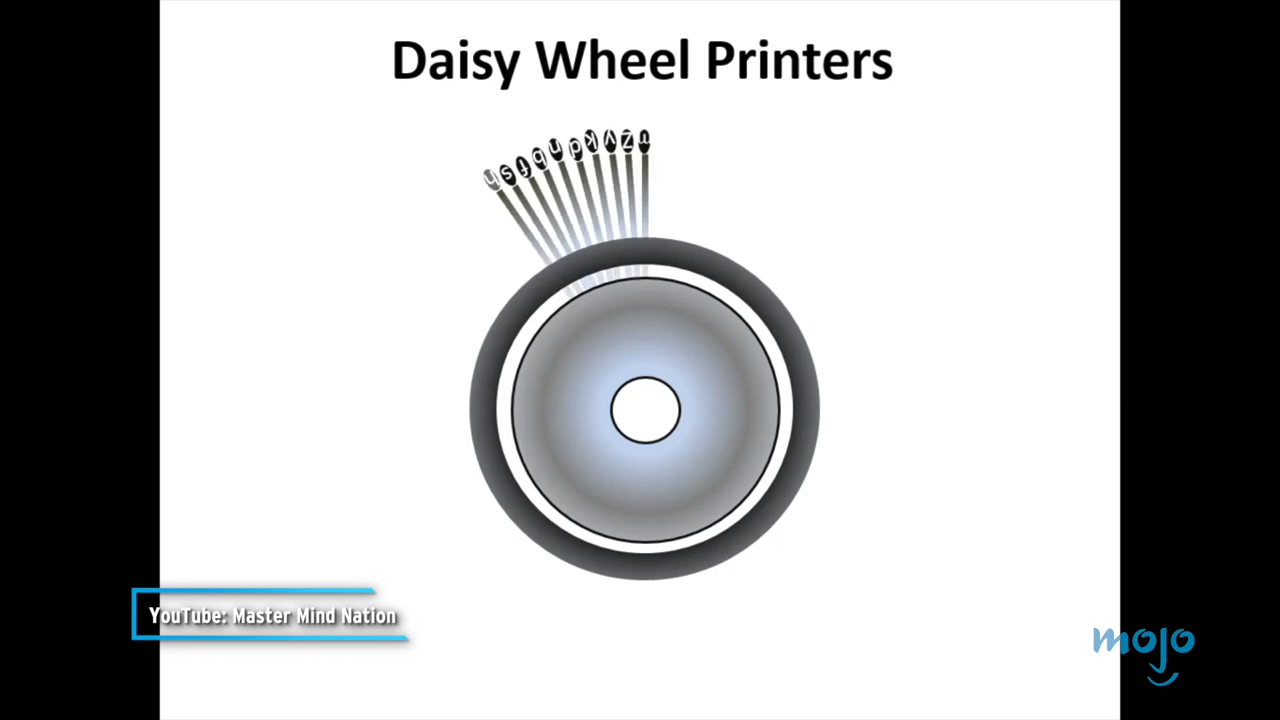 Daisy Wheel Printers
h s f b n d k v z m
YouTube: Master Mind Nation
mojo